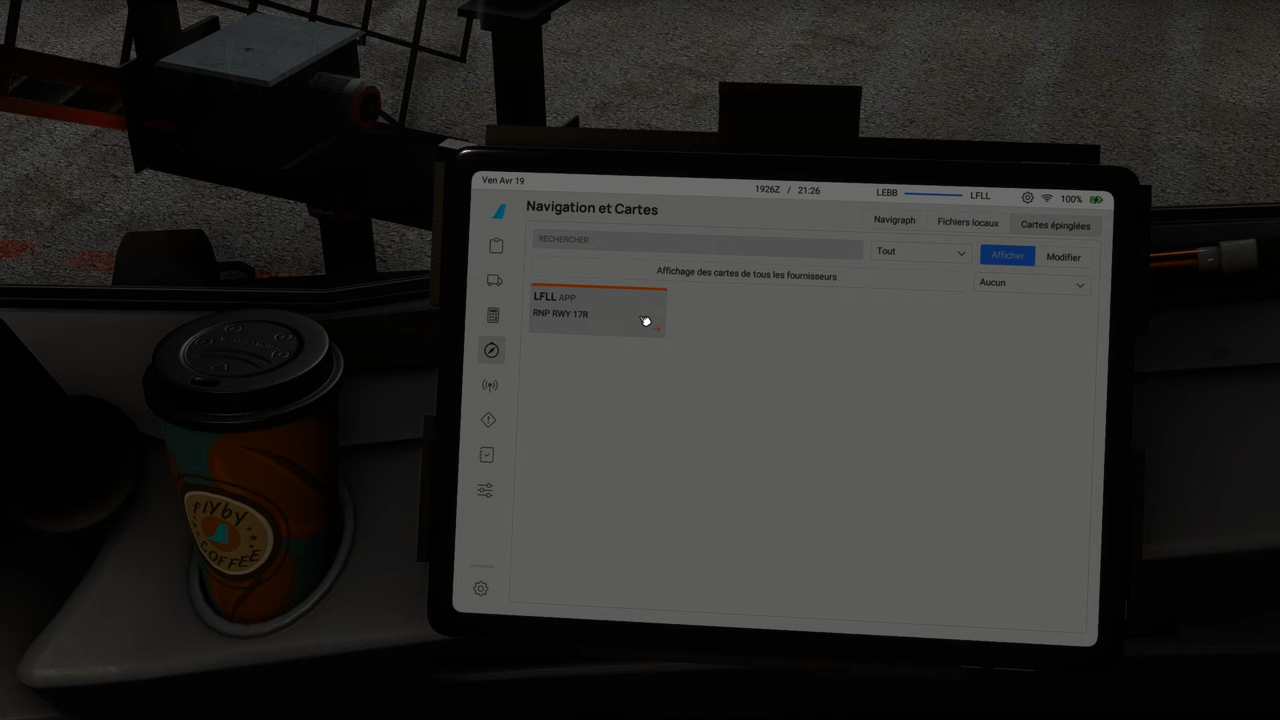 Ven Avr 19
1926Z / 21:26
LEBB
LFLL
100%
Navigation et Cartes
Navigraph
Fichiers locaux
Cartes épinglées
RECHERCHER
Tout
Afficher
Modifier
Affichage des cartes de tous les fournisseurs
Aucun
LFLL APP
RNP RWY 17R
flyby
COFFEE